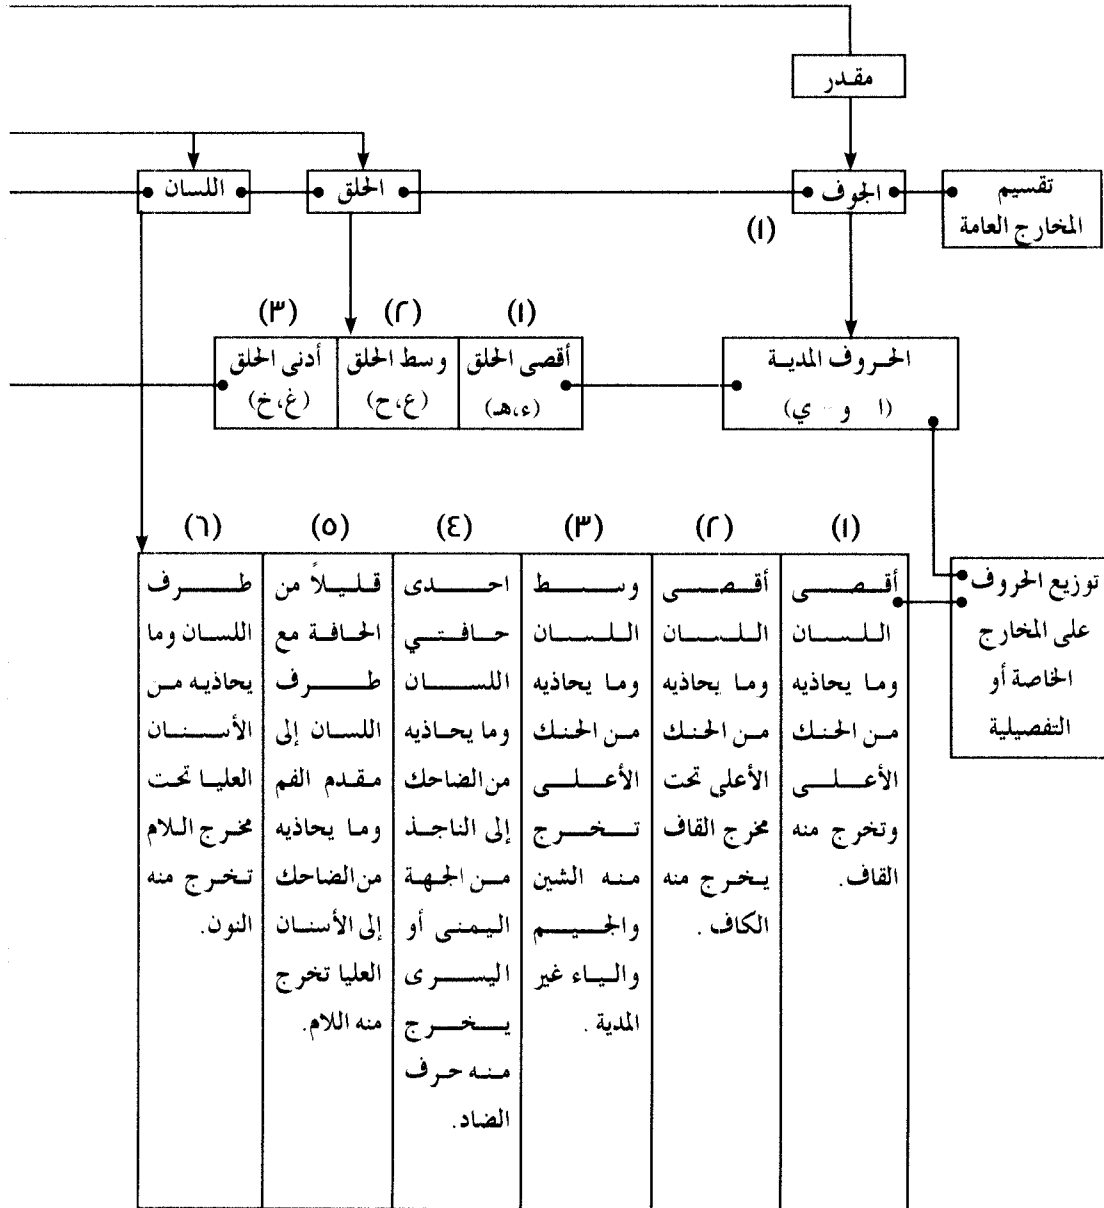 مقدر
تقسيم
المخارج العامة
الجوف
(١)
الحلق
اللسان
الحروف المدية
(ا و ي)
(١)
أقصى الحلق
(ء،هـ)
(٢)
وسط الحلق
(ع،ح)
(٣)
أدنى الحلق
(غ،خ)
توزيع الحروف
على المخارج
الخاصة أو
التفصيلية
(١)
أقصى
اللسان
وما يحاذيه
من الحنك
الأعلى
وتخرج منه
القاف.
(٢)
أقصى
اللسان
وما يحاذيه
من الحنك
الأعلى تحت
مخرج القاف
يخرج منه
الكاف.
(٣)
وسط
اللسان
وما يحاذيه
من الحنك
الأعلى
تخرج
منه الشين
والجيم
والياء غير
المدية.
(٤)
احدى
حافتي
اللسان
وما يحاذيه
من الضاحك
إلى الناجذ
من الجهة
اليمنى أو
اليسرى
يخرج
منه حرف
الضاد.
(٥)
قليلاً من
الحافة مع
طرف
اللسان إلى
مقدم الفم
وما يحاذيه
من الضاحك
إلى الأسنان
العليا تخرج
منه اللام.
(٦)
طرف
اللسان وما
يحاذيه من
الأسنان
العليا تحت
مخرج اللام
تخرج منه
النون.